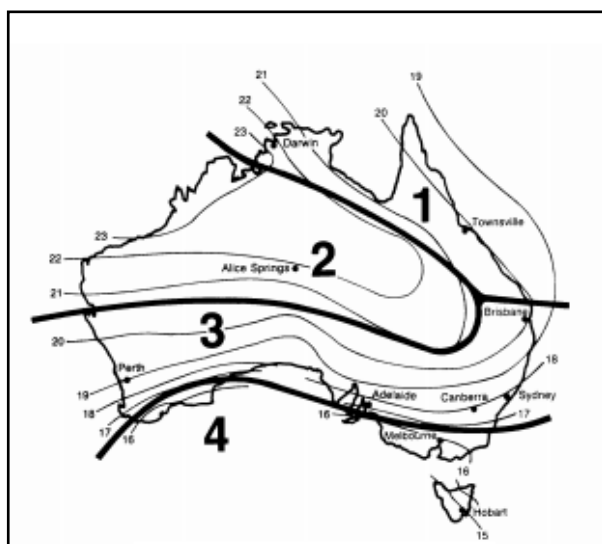 21
19
22
20
23
Darwin
1
Townsville
23
2
22
Alice Springs
21
Brisbane
3
20
Perth
18
19
Adelaide
Canberra
Sydney
18
16
17
17
4
16
Melbourne
16
Hobart
15